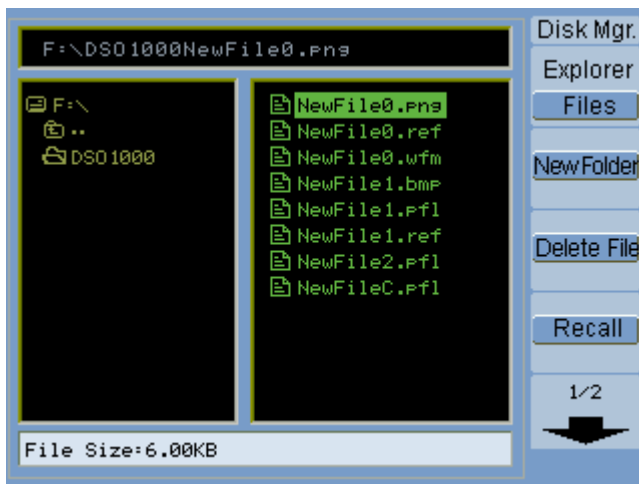 F:\DSO1000NewFile0.png
F:\
..
DSO1000
NewFile0.png
NewFile0.ref
NewFile0.wfm
NewFile1.bmp
NewFile1.pfl
NewFile1.ref
NewFile2.pfl
NewFileC.pfl
File Size:6.00KB
Disk Mgr.
Explorer
Files
NewFolder
Delete File
Recall
1/2